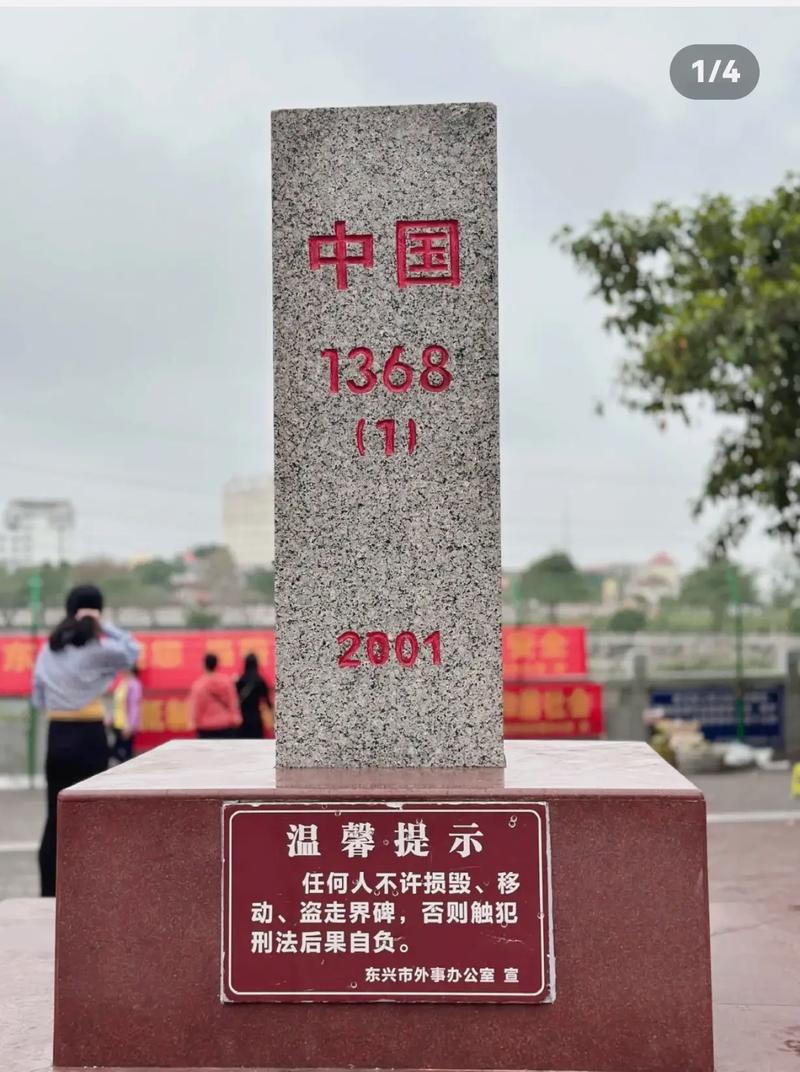 1/4
中国
1368
(1)
2001
温馨提示
任何人不许损毁、移
动、盗走界碑，否则触犯
刑法后果自负。
东兴市外事办公室 宣